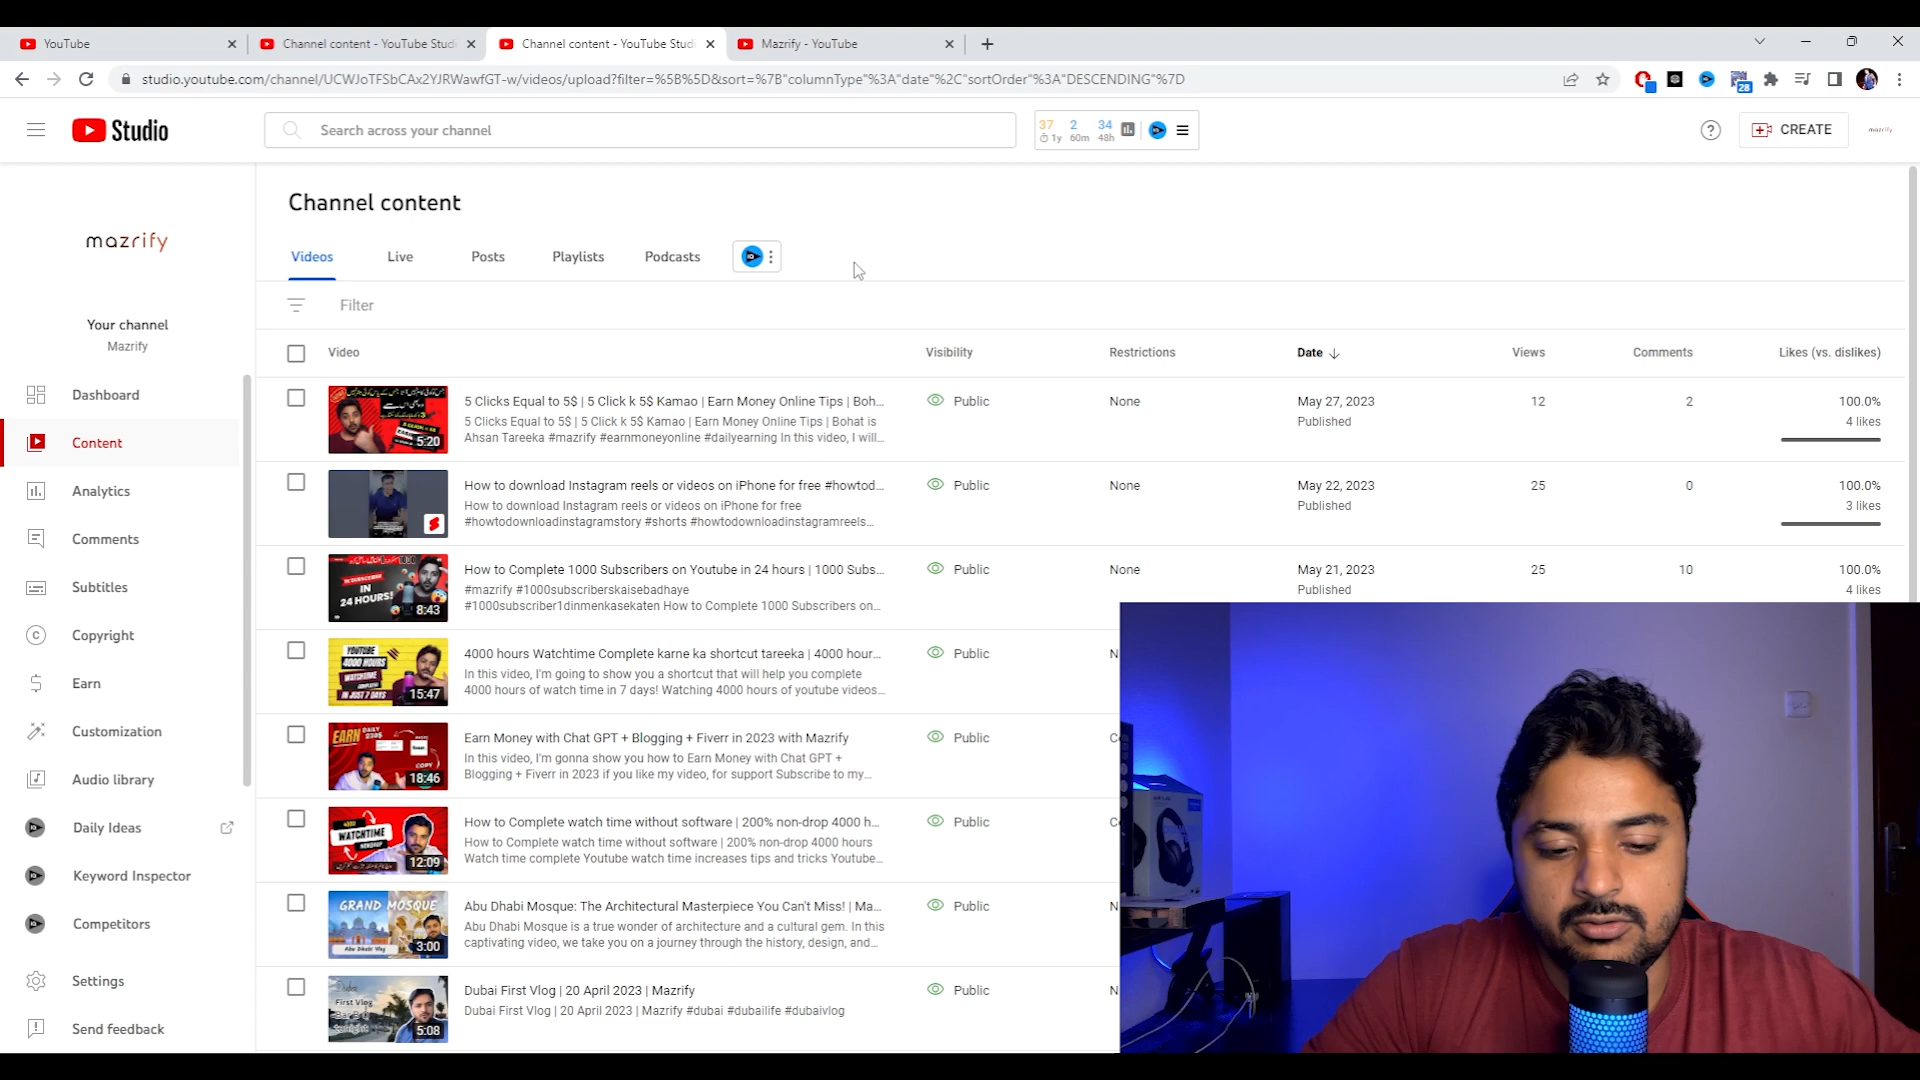 YouTube
Channel content - YouTube Studi
Channel content - YouTube Studi
Mazrify - YouTube
studio.youtube.com/channel/UCWJoTFSbCAx2YJRWawfGT-w/videos/upload?filter=%5B%5D&sort=%7B"columnType"%3A"date"%2C"sortOrder"%3A"DESCENDING"%7D
28
Studio
Search across your channel
37 2 34
1y 60m 48h
CREATE
mazrify
Channel content
mazrify
Videos Live Posts Playlists Podcasts
Your channel
Mazrify
Filter
Video Visibility Restrictions Date Views Comments Likes (vs. dislikes)
Dashboard
Content
Analytics
Comments
Subtitles
Copyright
Earn
Customization
Audio library
Daily Ideas
Keyword Inspector
Competitors
Settings
Send feedback
5:20
5 Clicks Equal to 5$ | 5 Click k 5$ Kamao | Earn Money Online Tips | Boh...
5 Clicks Equal to 5$ | 5 Click k 5$ Kamao | Earn Money Online Tips | Bohat is
Ahsan Tareeka #mazrify #earnmoneyonline #dailyearning In this video, I will...
Public None May 27, 2023 12 2 100.0%
Published 4 likes
How to download Instagram reels or videos on iPhone for free #howtod...
How to download Instagram reels or videos on iPhone for free
#howtodownloadinstagramstory #shorts #howtodownloadinstagramreels...
Public None May 22, 2023 25 0 100.0%
Published 3 likes
IN
24 HOURS!
8:43
How to Complete 1000 Subscribers on Youtube in 24 hours | 1000 Subs...
#mazrify #1000subscriberskaisebadhaye
#1000subscriber1dinmenkasekaten How to Complete 1000 Subscribers on...
Public None May 21, 2023 25 10 100.0%
Published 4 likes
YOUTUBE
4000 HOURS
WATCHTIME
IN JUST 7 DAYS
15:47
4000 hours Watchtime Complete karne ka shortcut tareeka | 4000 hour...
In this video, I'm going to show you a shortcut that will help you complete
4000 hours of watch time in 7 days! Watching 4000 hours of youtube videos...
Public N
EARN
COPY
18:46
Earn Money with Chat GPT + Blogging + Fiverr in 2023 with Mazrify
In this video, I'm gonna show you how to Earn Money with Chat GPT +
Blogging + Fiverr in 2023 if you like my video, for support Subscribe to my...
Public
WATCHTIME
12:09
How to Complete watch time without software | 200% non-drop 4000 h...
How to Complete watch time without software | 200% non-drop 4000 hours
Watch time complete Youtube watch time increases tips and tricks Youtube...
Public
GRAND MOSQUE
Abu Dhabi Vlog
3:00
Abu Dhabi Mosque: The Architectural Masterpiece You Can't Miss! | Ma...
Abu Dhabi Mosque is a true wonder of architecture and a cultural gem. In this
captivating video, we take you on a journey through the history, design, and...
Public N
Dubai
First Vlog
5:08
Dubai First Vlog | 20 April 2023 | Mazrify
Dubai First Vlog | 20 April 2023 | Mazrify #dubai #dubailife #dubaivlog
Public N